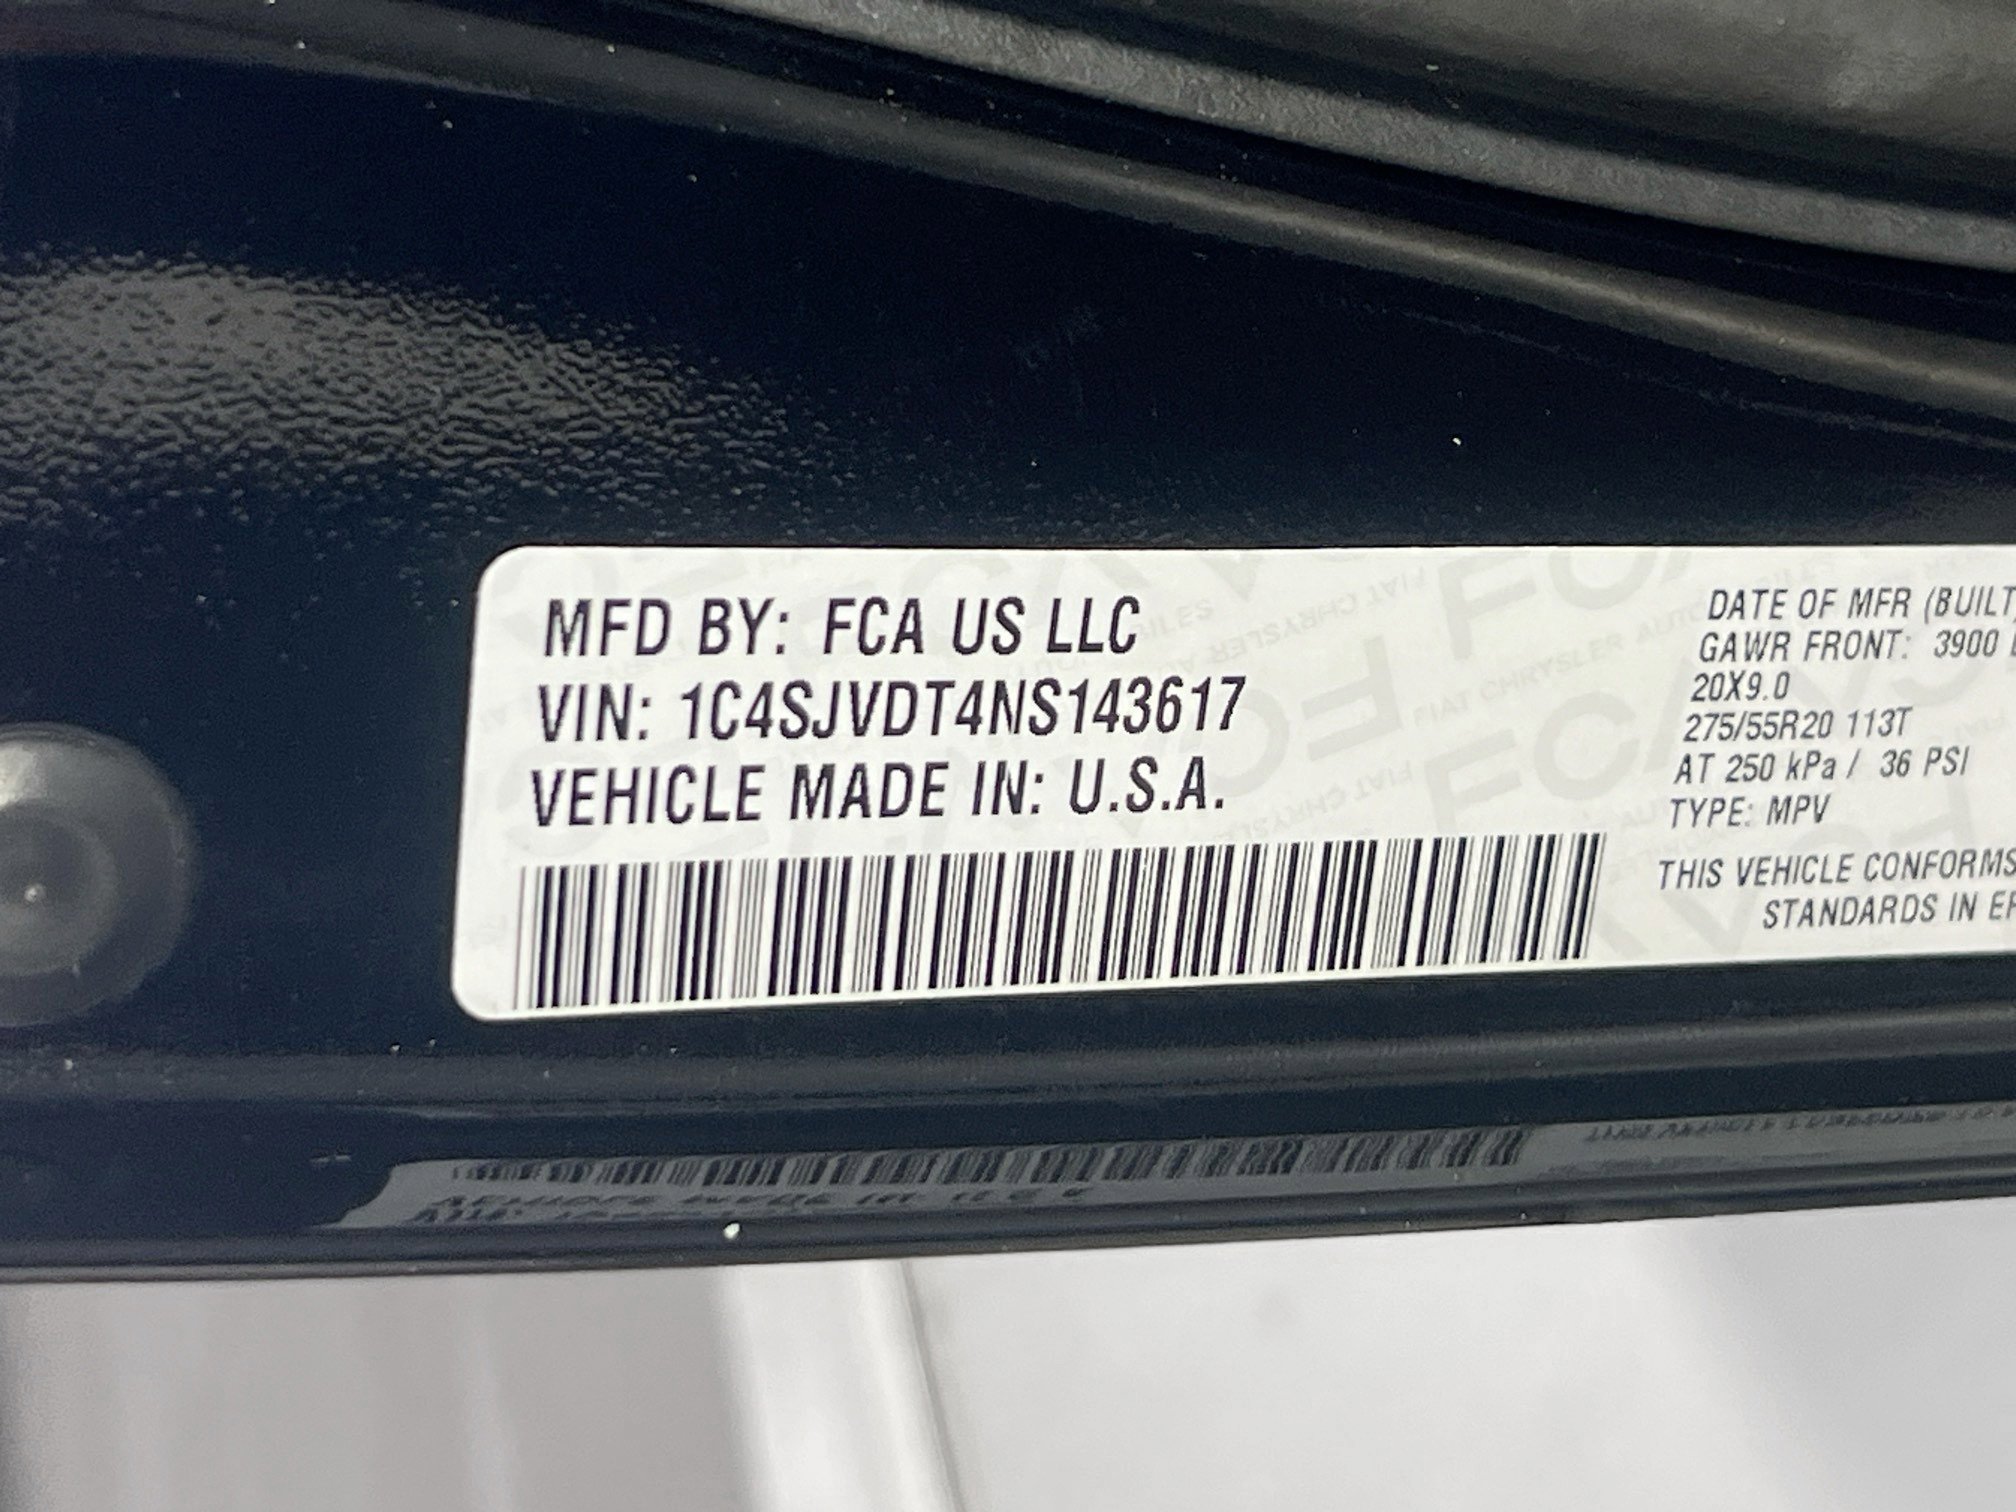 MFD BY: FCA US LLC
VIN: 1C4SJVDT4NS143617
VEHICLE MADE IN: U.S.A.
DATE OF MFR (BUILT
GAWR FRONT: 3900
20X9.0
275/55R20 113T
AT 250 kPa / 36 PSI
TYPE: MPV
THIS VEHICLE CONFORMS
STANDARDS IN